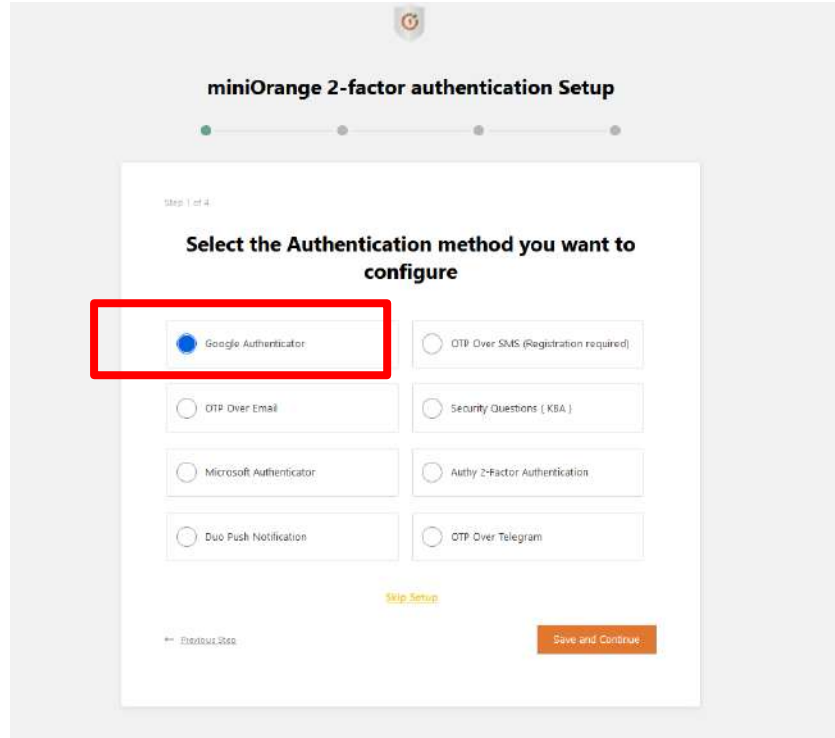 miniOrange 2-factor authentication Setup
Step 1 of 4
Select the Authentication method you want to
configure
Google Authenticator
OTP Over SMS (Registration required)
OTP Over Email
Security Questions ( KBA )
Microsoft Authenticator
Authy 2-Factor Authentication
Duo Push Notification
OTP Over Telegram
Skip Setup
← Previous Step
Save and Continue